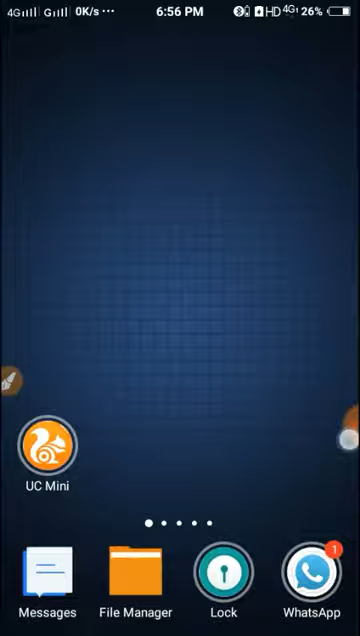 4G G 0K/s ··· 6:56 PM HD 4G 26%
UC Mini
1
Messages File Manager Lock WhatsApp